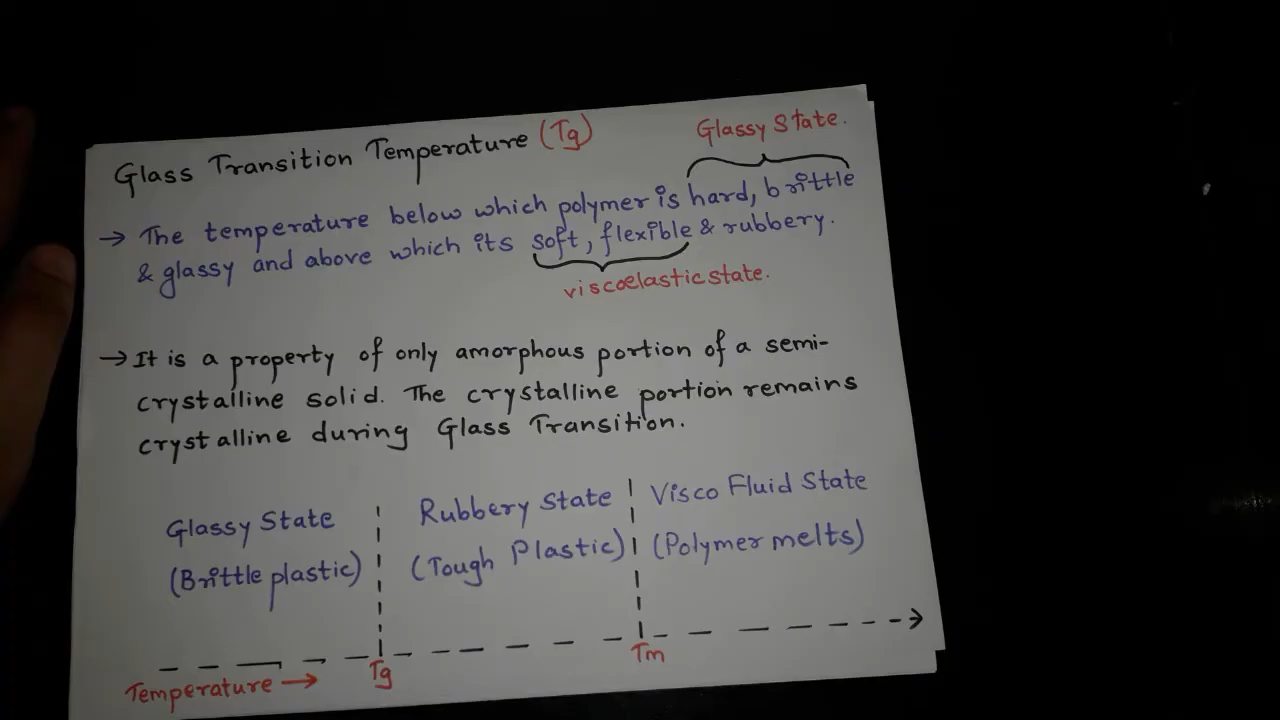 Glass Transition Temperature (Tg)
Glassy State.
→ The temperature below which polymer is hard, brittle
& glassy and above which its soft, flexible & rubbery.
viscoelastic state.
→ It is a property of only amorphous portion of a semi-
crystalline solid. The crystalline portion remains
crystalline during Glass Transition.
Glassy State
(Brittle plastic)
Rubbery State
(Tough Plastic)
Visco Fluid State
(Polymer melts)
Temperature →
Tg
Tm